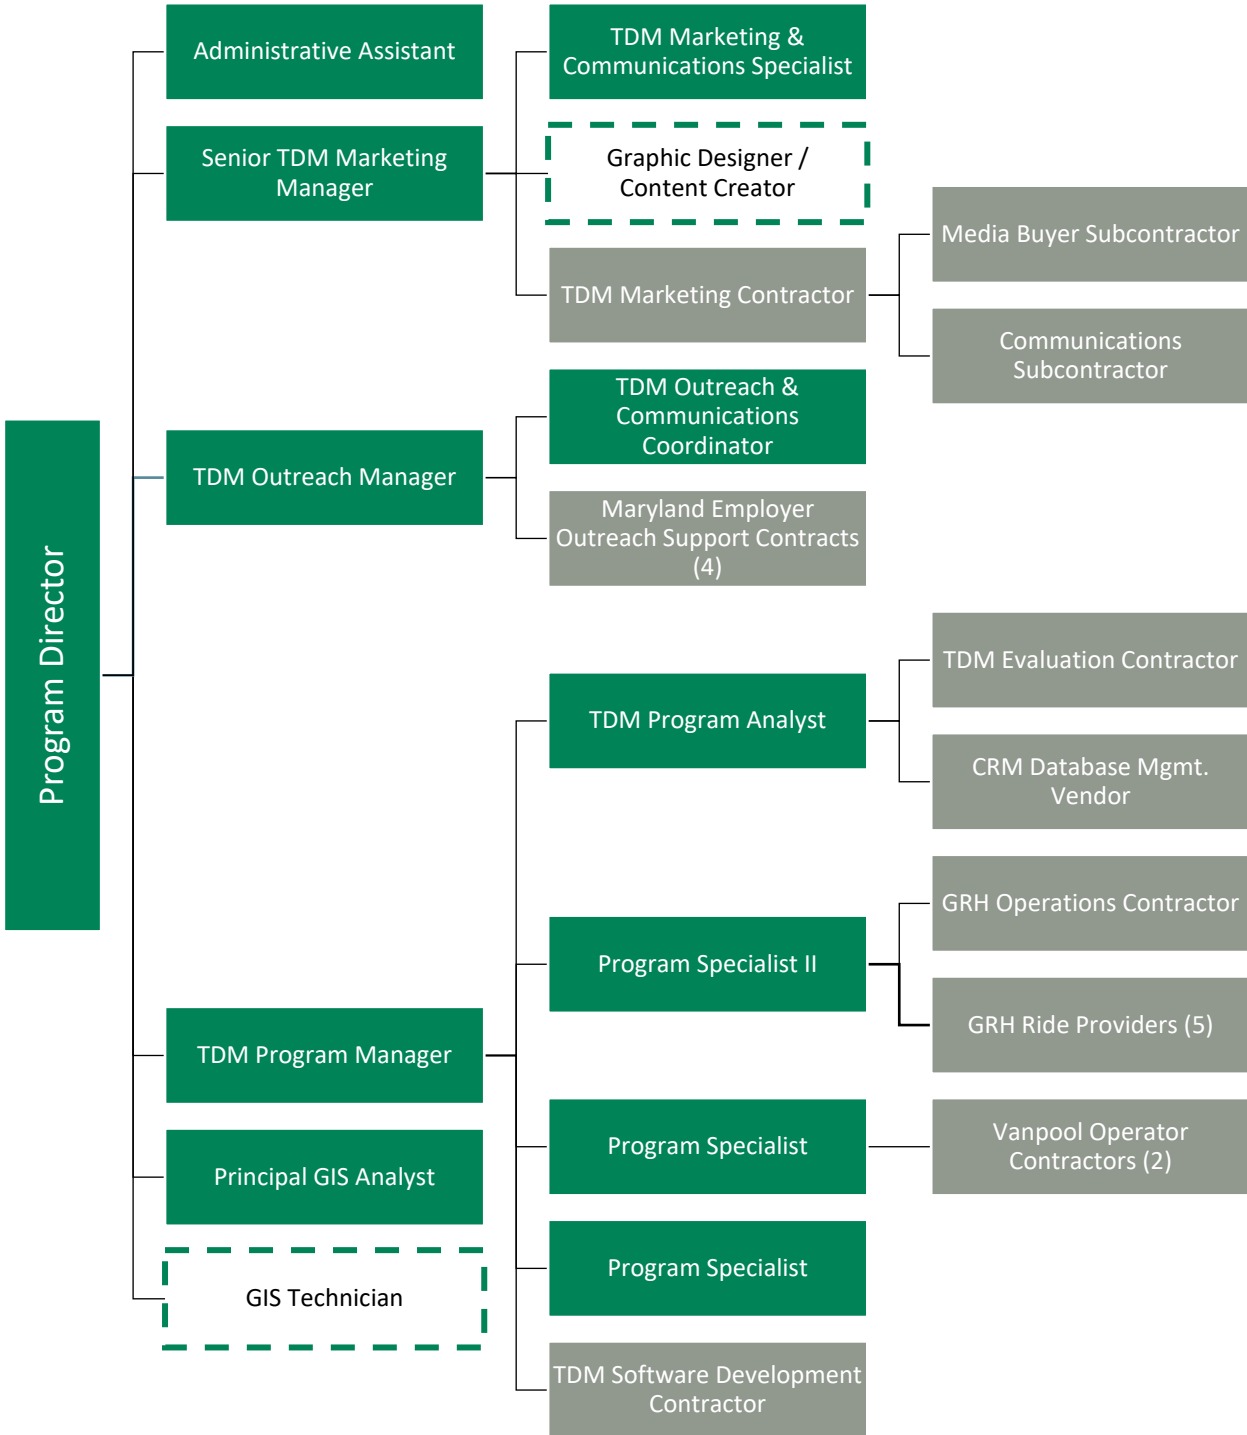 Program Director
Administrative Assistant
Senior TDM Marketing
Manager
TDM Marketing &
Communications Specialist
Graphic Designer /
Content Creator
TDM Marketing Contractor
Media Buyer Subcontractor
Communications
Subcontractor
TDM Outreach Manager
TDM Outreach &
Communications
Coordinator
Maryland Employer
Outreach Support Contracts
(4)
TDM Program Manager
TDM Program Analyst
TDM Evaluation Contractor
CRM Database Mgmt.
Vendor
Program Specialist II
GRH Operations Contractor
GRH Ride Providers (5)
Program Specialist
Vanpool Operator
Contractors (2)
Program Specialist
TDM Software Development
Contractor
Principal GIS Analyst
GIS Technician